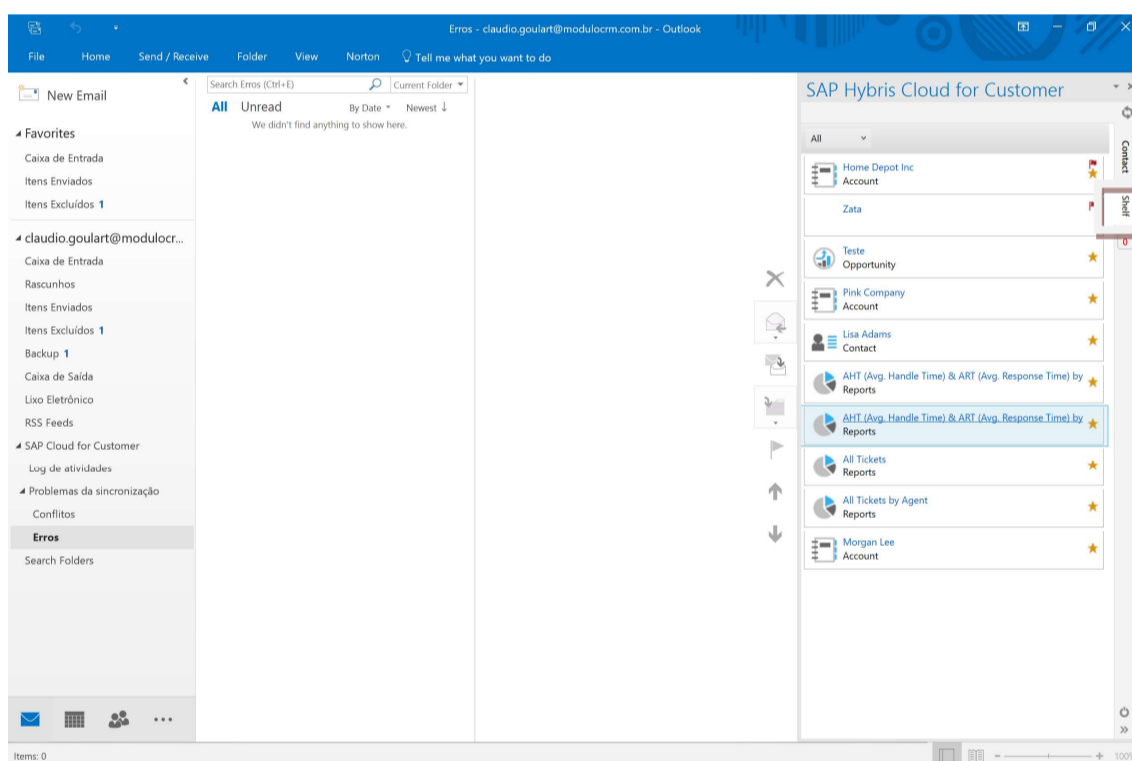 Erros - claudio.goulart@modulocrm.com.br - Outlook
File Home Send / Receive Folder View Norton Tell me what you want to do
New Email
Favorites
Caixa de Entrada
Itens Enviados
Itens Excluídos 1
claudio.goulart@modulocr...
Caixa de Entrada
Rascunhos
Itens Enviados
Itens Excluídos 1
Backup 1
Caixa de Saída
Lixo Eletrônico
RSS Feeds
SAP Cloud for Customer
Log de atividades
Problemas da sincronização
Conflitos
Erros
Search Folders
Search Erros (Ctrl+E) Current Folder
All Unread By Date Newest ↓
We didn't find anything to show here.
SAP Hybris Cloud for Customer
All
Home Depot Inc
Account
Zata
Teste
Opportunity
Pink Company
Account
Lisa Adams
Contact
AHT (Avg. Handle Time) & ART (Avg. Response Time) by
Reports
AHT (Avg. Handle Time) & ART (Avg. Response Time) by
Reports
All Tickets
Reports
All Tickets by Agent
Reports
Morgan Lee
Account
Contact
Shelf
0
Items: 0
100%